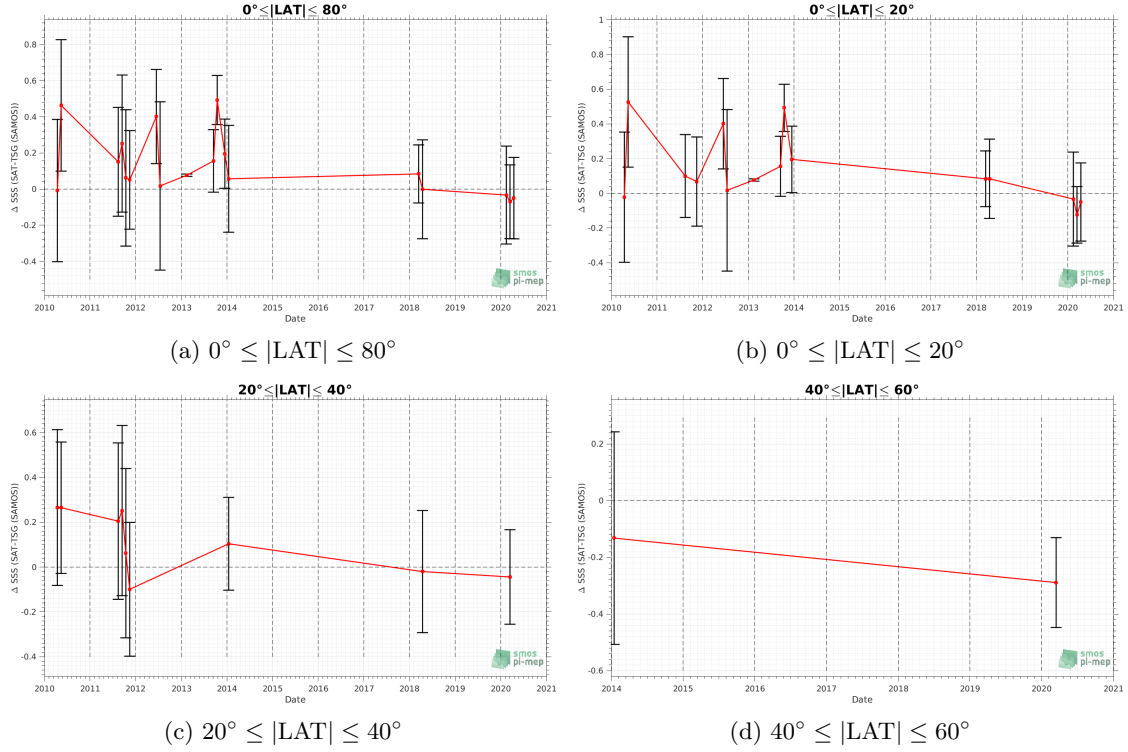 0°≤|LAT|≤ 80°
Δ SSS (SAT-TSG (SAMOS))
0.8
0.6
0.4
0.2
0
-0.2
-0.4
2010 2011 2012 2013 2014 2015 2016 2017 2018 2019 2020 2021
Date
smos
pi-mep
(a) 0° ≤ |LAT| ≤ 80°
0°≤|LAT|≤ 20°
Δ SSS (SAT-TSG (SAMOS))
1
0.8
0.6
0.4
0.2
0
-0.2
-0.4
2010 2011 2012 2013 2014 2015 2016 2017 2018 2019 2020 2021
Date
smos
pi-mep
(b) 0° ≤ |LAT| ≤ 20°
20°≤|LAT|≤ 40°
Δ SSS (SAT-TSG (SAMOS))
0.6
0.4
0.2
0
-0.2
-0.4
2010 2011 2012 2013 2014 2015 2016 2017 2018 2019 2020 2021
Date
smos
pi-mep
(c) 20° ≤ |LAT| ≤ 40°
40°≤|LAT|≤ 60°
Δ SSS (SAT-TSG (SAMOS))
0.2
0
-0.2
-0.4
-0.6
2014 2015 2016 2017 2018 2019 2020 2021
Date
smos
pi-mep
(d) 40° ≤ |LAT| ≤ 60°